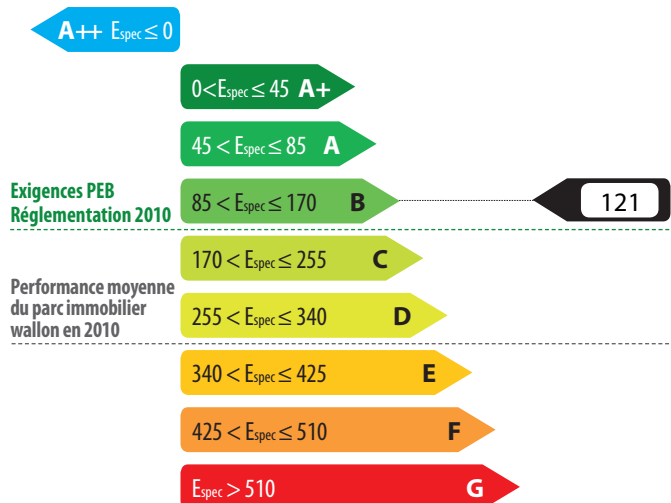 A++ Espec ≤ 0
0<Espec ≤ 45 A+
45 < Espec ≤ 85 A
Exigences PEB
Réglementation 2010
85 < Espec ≤ 170 B
121
170 < Espec ≤ 255 C
Performance moyenne
du parc immobilier
wallon en 2010
255 < Espec ≤ 340 D
340 < Espec ≤ 425 E
425 < Espec ≤ 510 F
Espec > 510 G